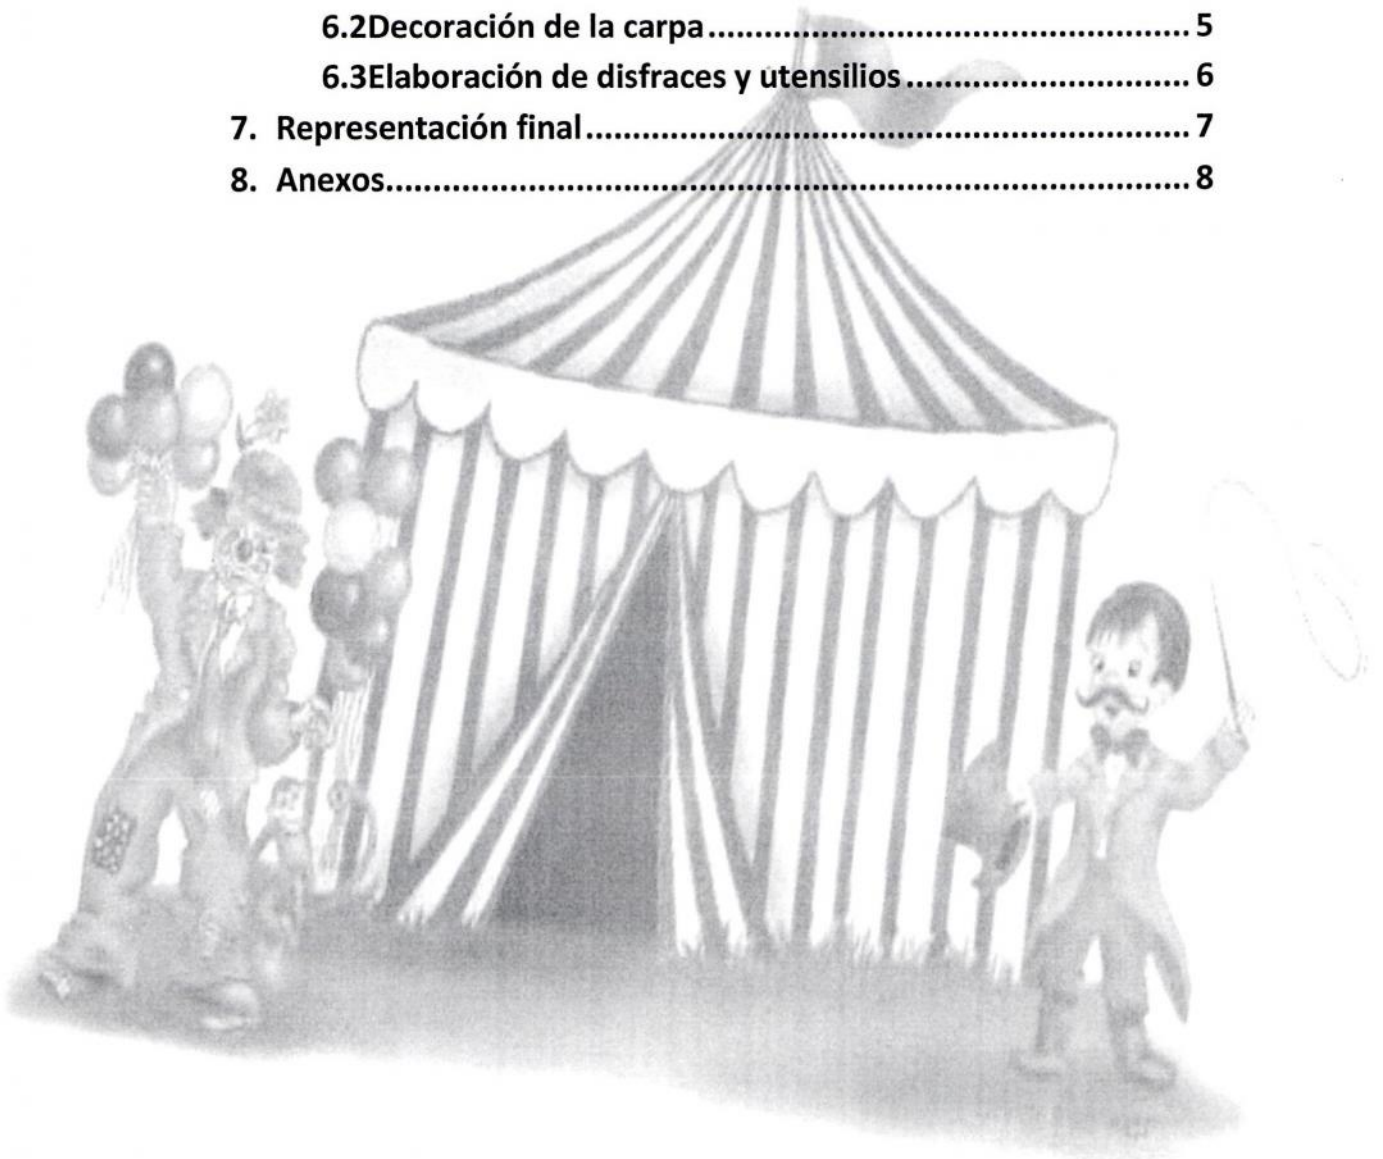 6.2Decoración de la carpa........................................................ 5
6.3Elaboración de disfraces y utensilios................................ 6
7. Representación final................................................................ 7
8. Anexos...................................................................................... 8